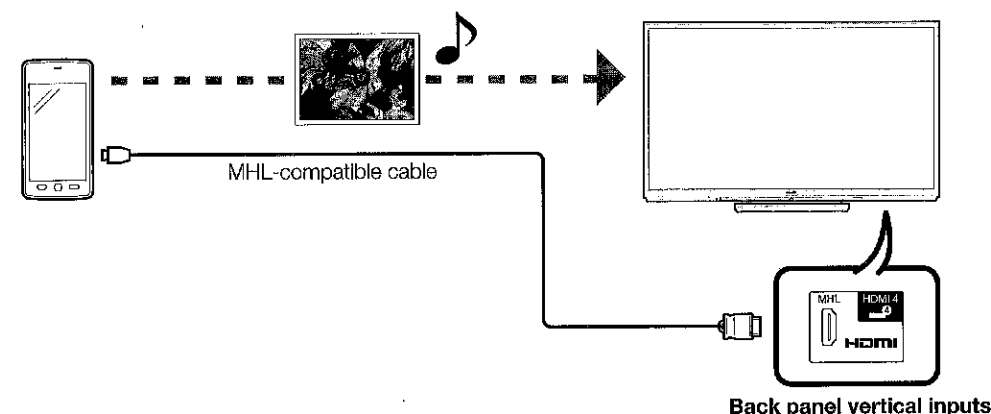 MHL-compatible cable
MHL
HDMI 4
HDMI
Back panel vertical inputs